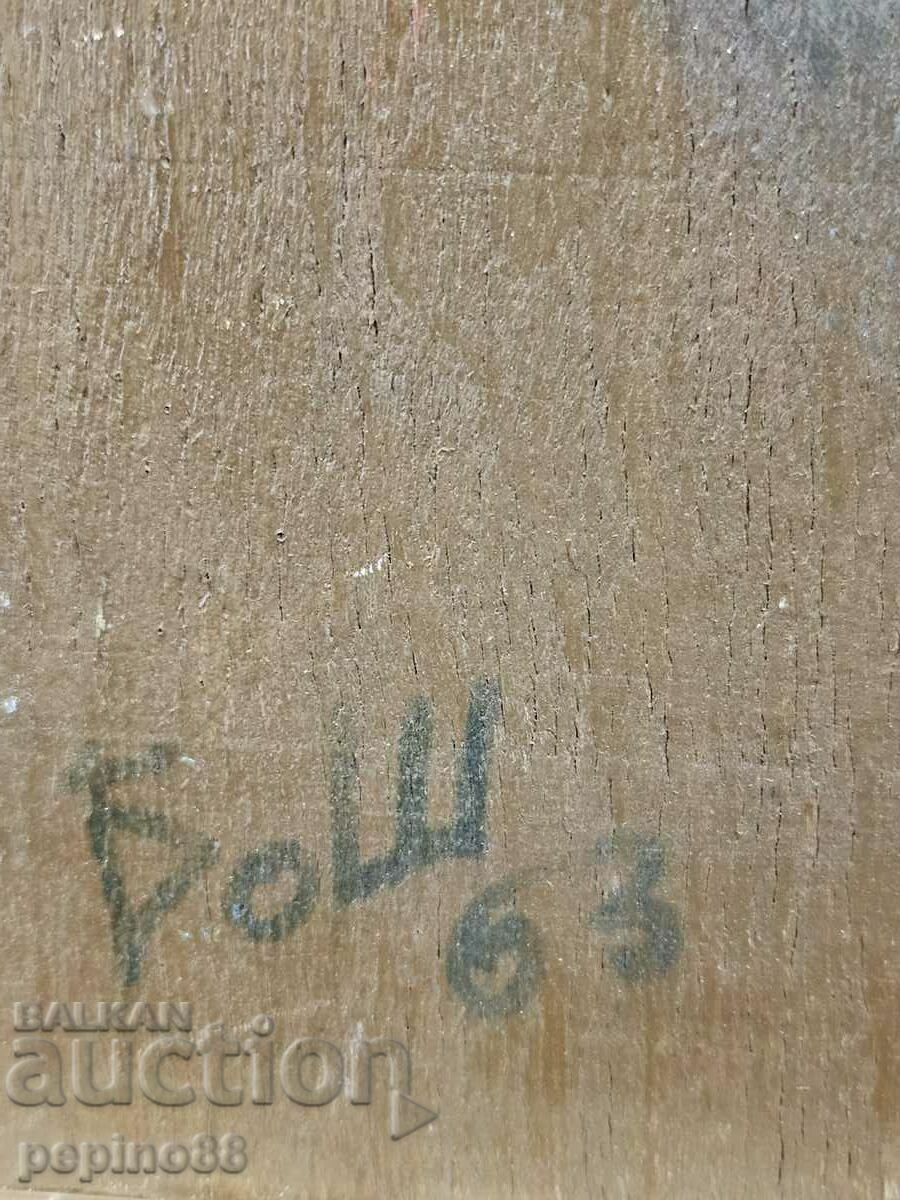 Бош
63
BALKAN
auction
pepino88